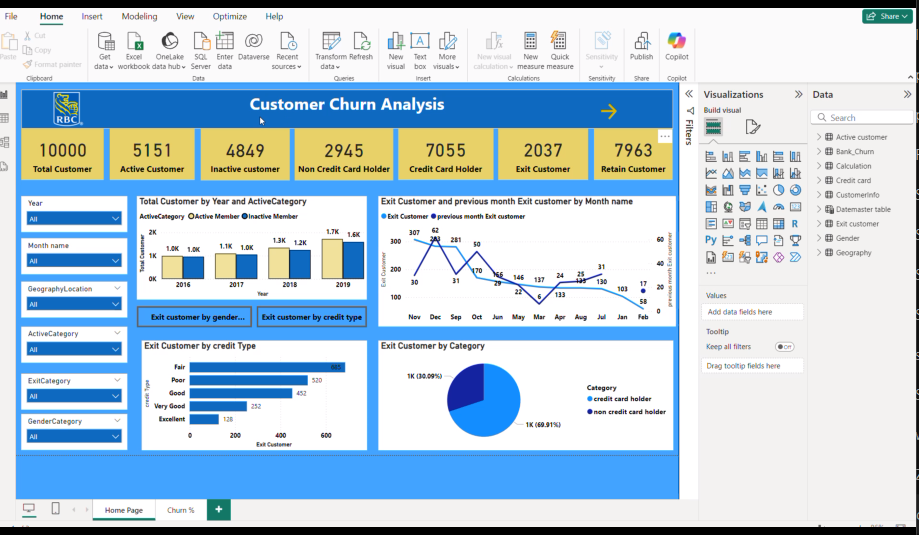 File Home Insert Modeling View Optimize Help Share
Paste Cut Copy Format painter
Get data Excel workbook OneLake data hub SQL Server Enter data Dataverse Recent sources Transform data Refresh New visual Text box More visuals New visual calculation New measure Quick measure Sensitivity Publish Copilot
Clipboard Data Queries Insert Calculations Sensitivity Share Copilot
RBC
Customer Churn Analysis
10000 5151 4849 2945 7055 2037 7963
Total Customer Active Customer Inactive customer Non Credit Card Holder Credit Card Holder Exit Customer Retain Customer
Year
All
Month name
All
GeographyLocation
All
ActiveCategory
All
ExitCategory
All
GenderCategory
All
Total Customer by Year and ActiveCategory
ActiveCategory Active Member Inactive Member
Total Customer
2K
1K
0K
1.0K 1.0K 1.1K 1.0K 1.3K 1.2K 1.7K 1.6K
2016 2017 2018 2019
Year
Exit customer by gender... Exit customer by credit type
Exit Customer and previous month Exit customer by Month name
Exit Customer previous month Exit customer
Exit Customer
300
200
100
307 62 281 50
30 31 170 29 146 22 137 6 24 133 25 130 31 103 17 58
60
40
20
0
previous month Exit customer
Nov Dec Sep Oct Jun May Mar Apr Aug Jul Jan Feb
Exit Customer by credit Type
credit Type
Fair 685
Poor 520
Good 452
Very Good 252
Excellent 128
0 200 400 600
Exit Customer
Exit Customer by Category
1K (30.09%)
1K (69.91%)
Category
credit card holder
non credit card holder
Filters
Visualizations
Build visual
R
Py
Values
Add data fields here
Tooltip
Keep all filters Off
Drag tooltip fields here
Data
Search
Active customer
Bank_Churn
Calculation
Credit card
CustomerInfo
Datemaster table
Exit customer
Gender
Geography
Home Page Churn % +